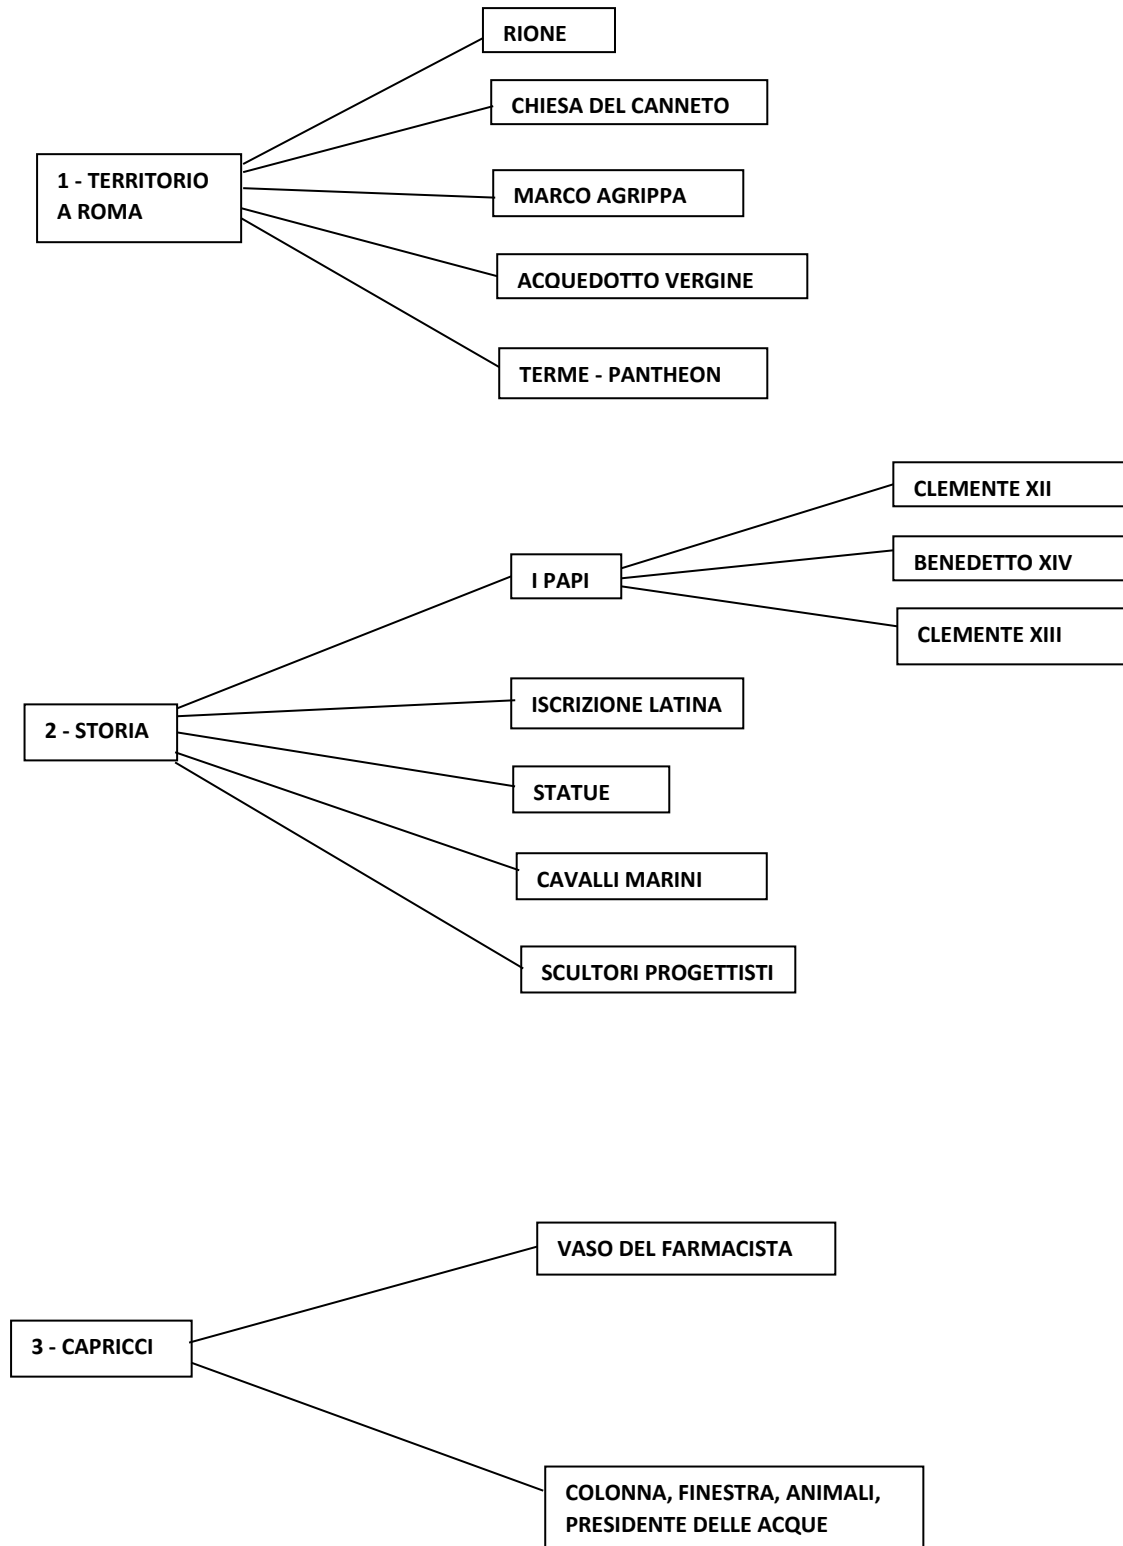 RIONE
CHIESA DEL CANNETO
1 - TERRITORIO
A ROMA
MARCO AGRIPPA
ACQUEDOTTO VERGINE
TERME - PANTHEON
CLEMENTE XII
I PAPI
BENEDETTO XIV
CLEMENTE XIII
2 - STORIA
ISCRIZIONE LATINA
STATUE
CAVALLI MARINI
SCULTORI PROGETTISTI
VASO DEL FARMACISTA
3 - CAPRICCI
COLONNA, FINESTRA, ANIMALI,
PRESIDENTE DELLE ACQUE